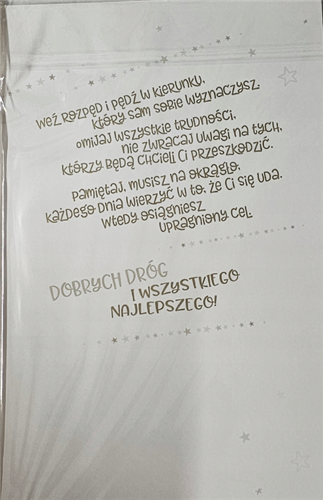 Weź rozpęd i pędź w kierunku,
który sam sobie wyznaczysz.
Omijaj wszystkie trudności,
nie zwracaj uwagi na tych,
którzy będą chcieli Ci przeszkodzić.
Pamiętaj, musisz na okrągło,
każdego dnia wierzyć w to, że Ci się uda.
Wtedy osiągniesz
upragniony cel.
DOBRYCH DRÓG
I WSZYSTKIEGO
NAJLEPSZEGO!